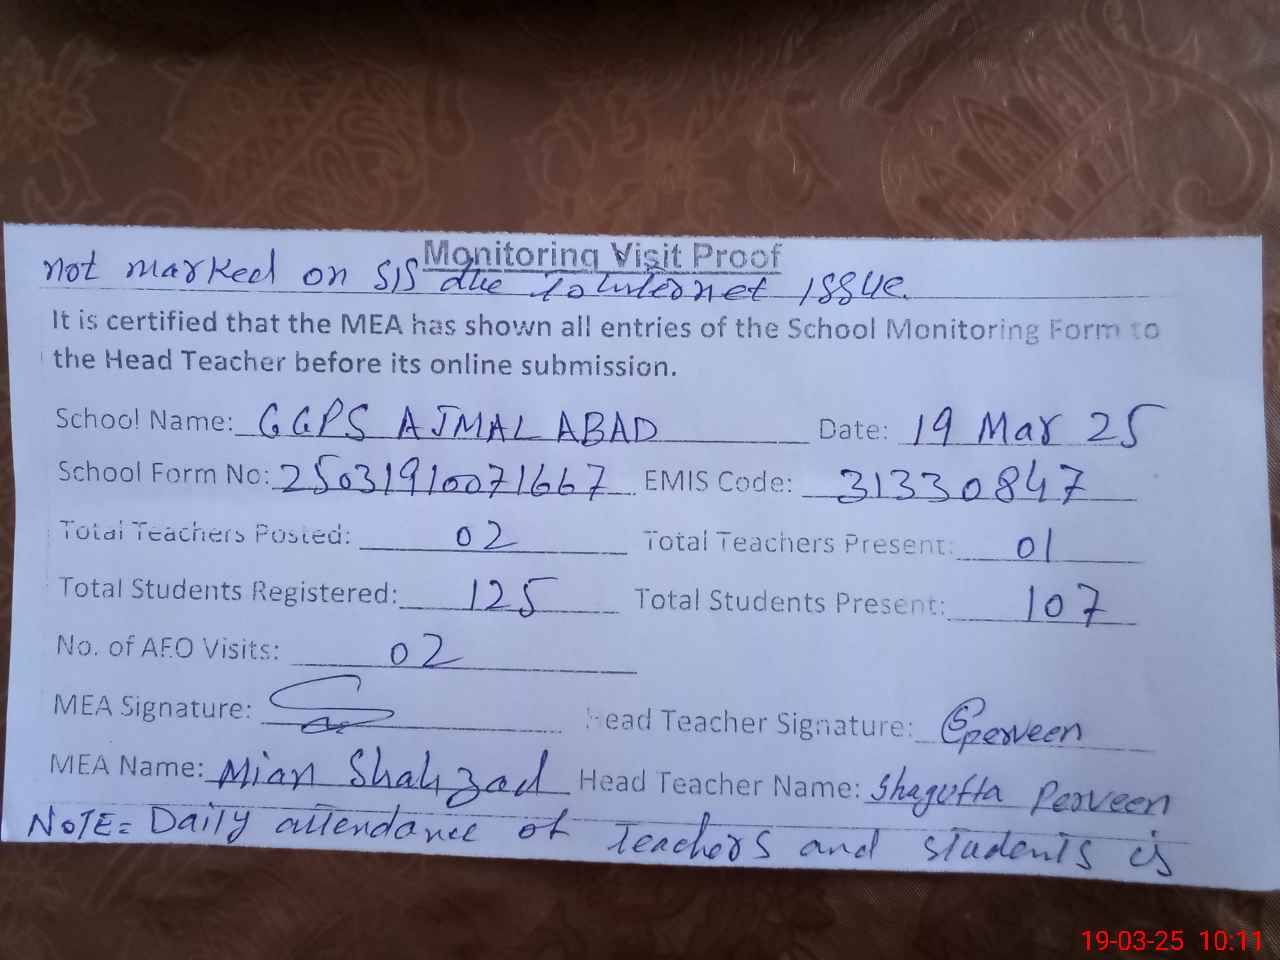 Monitoring Visit Proof
not marked on SIS due to internet issue.
It is certified that the MEA has shown all entries of the School Monitoring Form to
the Head Teacher before its online submission.
School Name: GGPS AJMAL ABAD Date: 19 Mar 25
School Form No: 25031910071667 EMIS Code: 31330847
Total Teachers Posted: 02 Total Teachers Present: 01
Total Students Registered: 125 Total Students Present: 107
No. of AEO Visits: 02
MEA Signature: Head Teacher Signature: Sperveen
MEA Name: Mian Shahzad Head Teacher Name: Shagufta Perveen
NOTE= Daily attendance of Teachers and students is
19-03-25 10:11